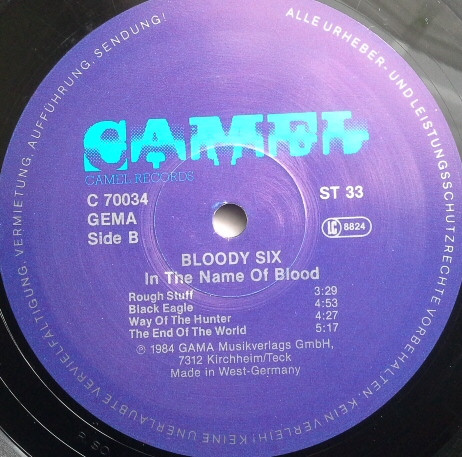 ALLE URHEBER- UND LEISTUNGSSCHUTZRECHTE VORBEHALTEN. KEIN VERLEIH! KEINE UNERLAUBTE VERVIELFÄLTIGUNG, VERMIETUNG, AUFFÜHRUNG, SENDUNG!
CAMEL
CAMEL RECORDS
C 70034
GEMA
Side B
ST 33
LC 8824
BLOODY SIX
In The Name Of Blood
Rough Stuff 3:29
Black Eagle 4:53
Way Of The Hunter 4:27
The End Of The World 5:17
℗ 1984 GAMA Musikverlags GmbH,
7312 Kirchheim/Teck
Made in West-Germany